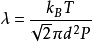 λ = k_B T / (√2 π d² P)